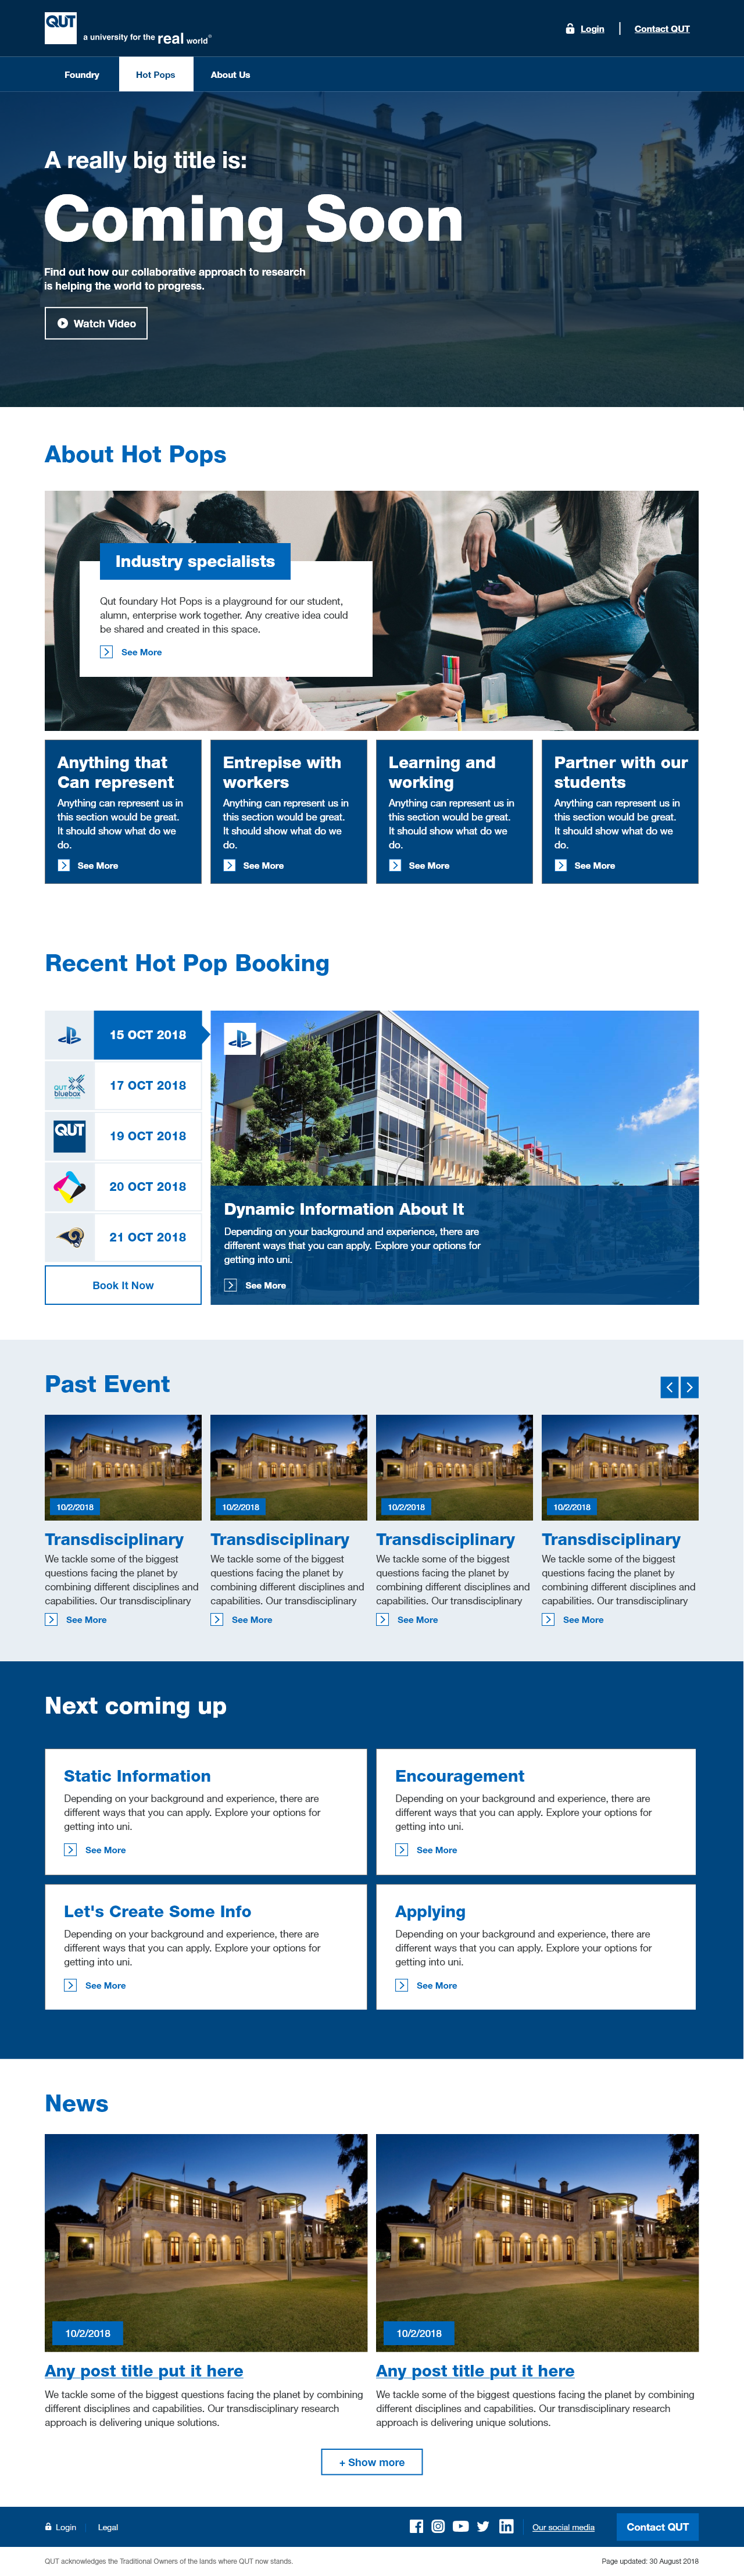 QUT
a university for the real world
Login
Contact QUT
Foundry
Hot Pops
About Us
A really big title is:
Coming Soon
Find out how our collaborative approach to research
is helping the world to progress.
Watch Video
About Hot Pops
Industry specialists
Qut foundry Hot Pops is a playground for our student,
alumn, enterprise work together. Any creative idea could
be shared and created in this space.
See More
Anything that
Can represent
Anything can represent us in
this section would be great.
It should show what do we
do.
See More
Entrepise with
workers
Anything can represent us in
this section would be great.
It should show what do we
do.
See More
Learning and
working
Anything can represent us in
this section would be great.
It should show what do we
do.
See More
Partner with our
students
Anything can represent us in
this section would be great.
It should show what do we
do.
See More
Recent Hot Pop Booking
15 OCT 2018
QUT
bluebox
17 OCT 2018
QUT
19 OCT 2018
20 OCT 2018
21 OCT 2018
Book It Now
Dynamic Information About It
Depending on your background and experience, there are
different ways that you can apply. Explore your options for
getting into uni.
See More
Past Event
10/2/2018
Transdisciplinary
We tackle some of the biggest
questions facing the planet by
combining different disciplines and
capabilities. Our transdisciplinary
See More
10/2/2018
Transdisciplinary
We tackle some of the biggest
questions facing the planet by
combining different disciplines and
capabilities. Our transdisciplinary
See More
10/2/2018
Transdisciplinary
We tackle some of the biggest
questions facing the planet by
combining different disciplines and
capabilities. Our transdisciplinary
See More
10/2/2018
Transdisciplinary
We tackle some of the biggest
questions facing the planet by
combining different disciplines and
capabilities. Our transdisciplinary
See More
Next coming up
Static Information
Depending on your background and experience, there are
different ways that you can apply. Explore your options for
getting into uni.
See More
Encouragement
Depending on your background and experience, there are
different ways that you can apply. Explore your options for
getting into uni.
See More
Let's Create Some Info
Depending on your background and experience, there are
different ways that you can apply. Explore your options for
getting into uni.
See More
Applying
Depending on your background and experience, there are
different ways that you can apply. Explore your options for
getting into uni.
See More
News
10/2/2018
Any post title put it here
We tackle some of the biggest questions facing the planet by combining
different disciplines and capabilities. Our transdisciplinary research
approach is delivering unique solutions.
10/2/2018
Any post title put it here
We tackle some of the biggest questions facing the planet by combining
different disciplines and capabilities. Our transdisciplinary research
approach is delivering unique solutions.
+ Show more
Login
Legal
Our social media
Contact QUT
QUT acknowledges the Traditional Owners of the lands where QUT now stands.
Page updated: 30 August 2018